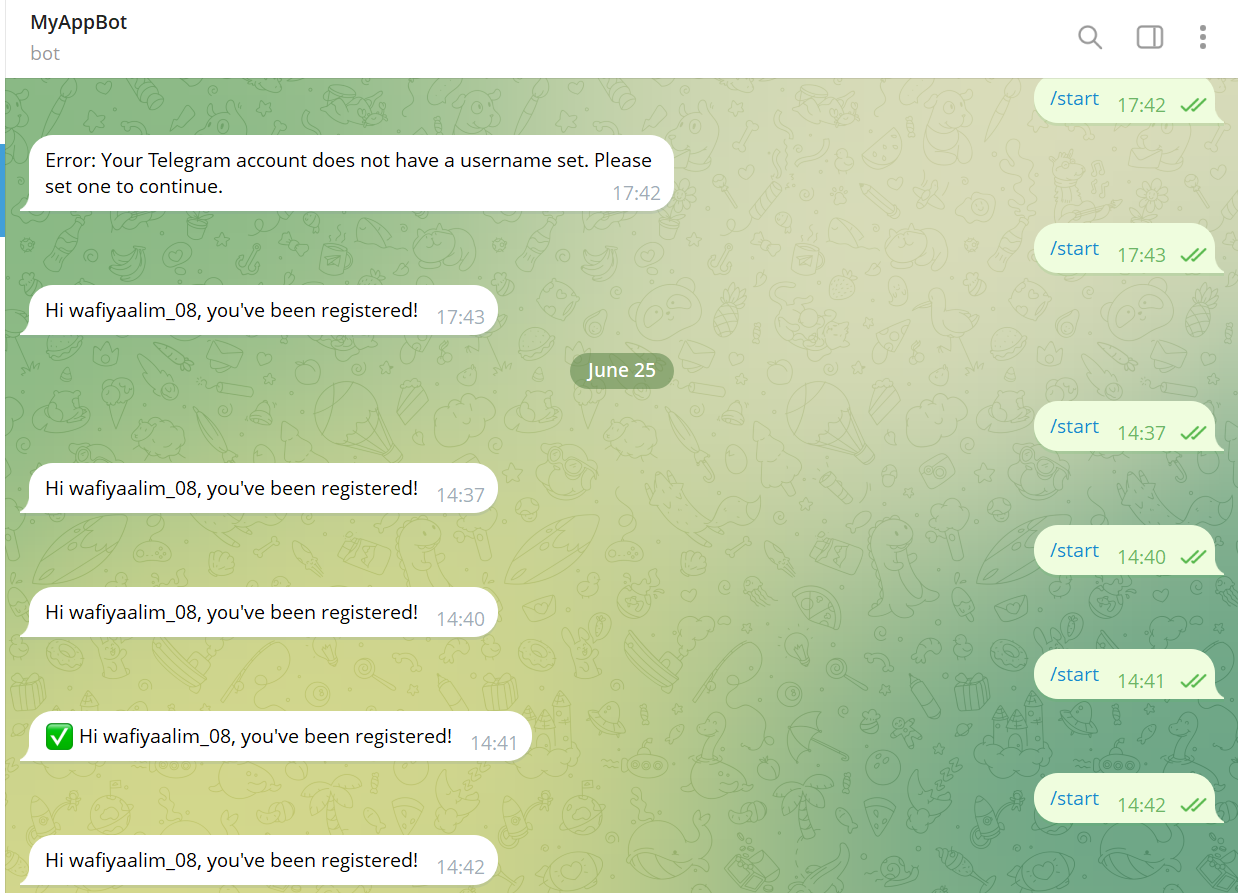 MyAppBot
bot
/start 17:42
Error: Your Telegram account does not have a username set. Please
set one to continue. 17:42
/start 17:43
Hi wafiyaalim_08, you've been registered! 17:43
June 25
/start 14:37
Hi wafiyaalim_08, you've been registered! 14:37
/start 14:40
Hi wafiyaalim_08, you've been registered! 14:40
/start 14:41
✅ Hi wafiyaalim_08, you've been registered! 14:41
/start 14:42
Hi wafiyaalim_08, you've been registered! 14:42